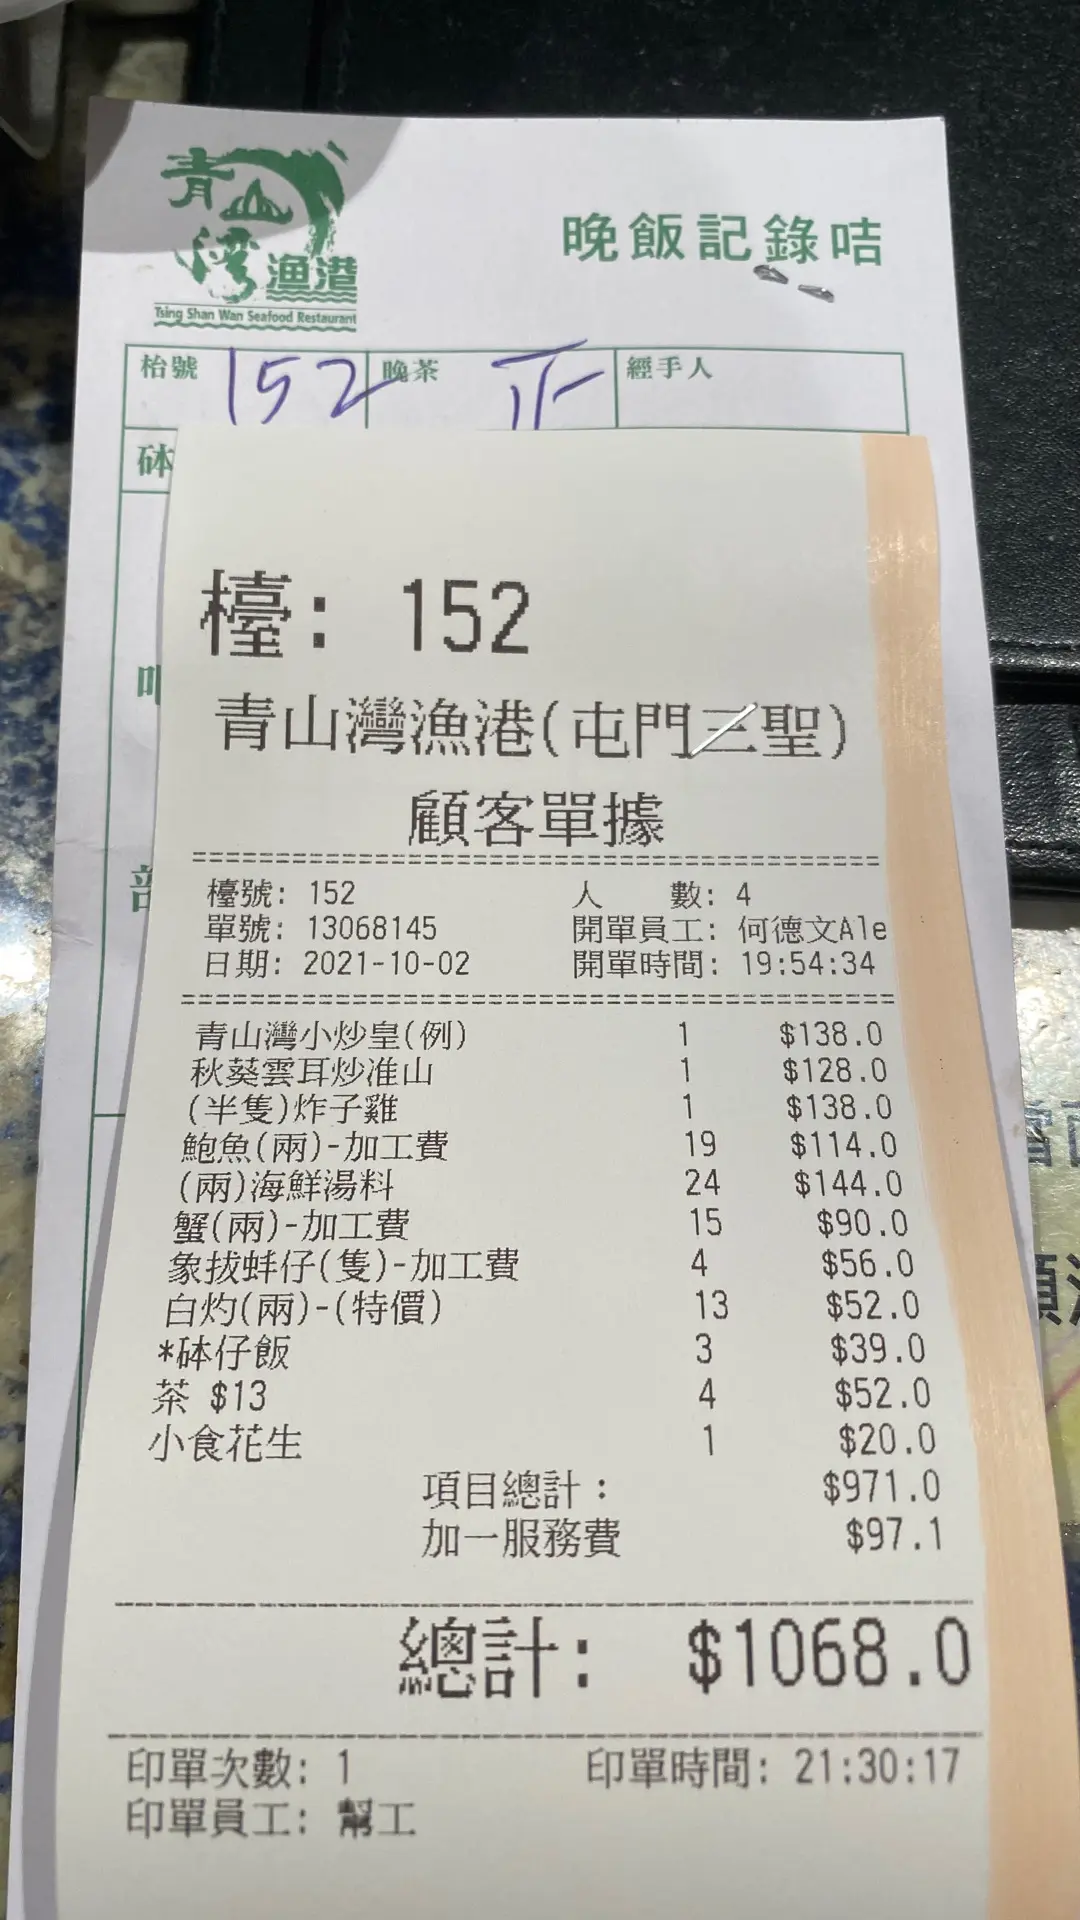 青山灣漁港
Tsing Shan Wan Seafood Restaurant
晚飯記錄咭
枱號 152 晚茶 经手人
砵
檯: 152
青山灣漁港(屯門三聖)
顧客單據
檯號: 152 人 數: 4
單號: 13068145 開單員工: 何德文Ale
日期: 2021-10-02 開單時間: 19:54:34
青山灣小炒皇(例) 1 $138.0
秋葵雲耳炒准山 1 $128.0
(半隻)炸子雞 1 $138.0
鮑魚(兩)-加工費 19 $114.0
(兩)海鮮湯料 24 $144.0
蟹(兩)-加工費 15 $90.0
象拔蚌仔(隻)-加工費 4 $56.0
白灼(兩)-(特價) 13 $52.0
*砵仔飯 3 $39.0
茶 $13 4 $52.0
小食花生 1 $20.0
項目總計: $971.0
加一服務費 $97.1
總計: $1068.0
印單次數: 1 印單時間: 21:30:17
印單員工: 幫工